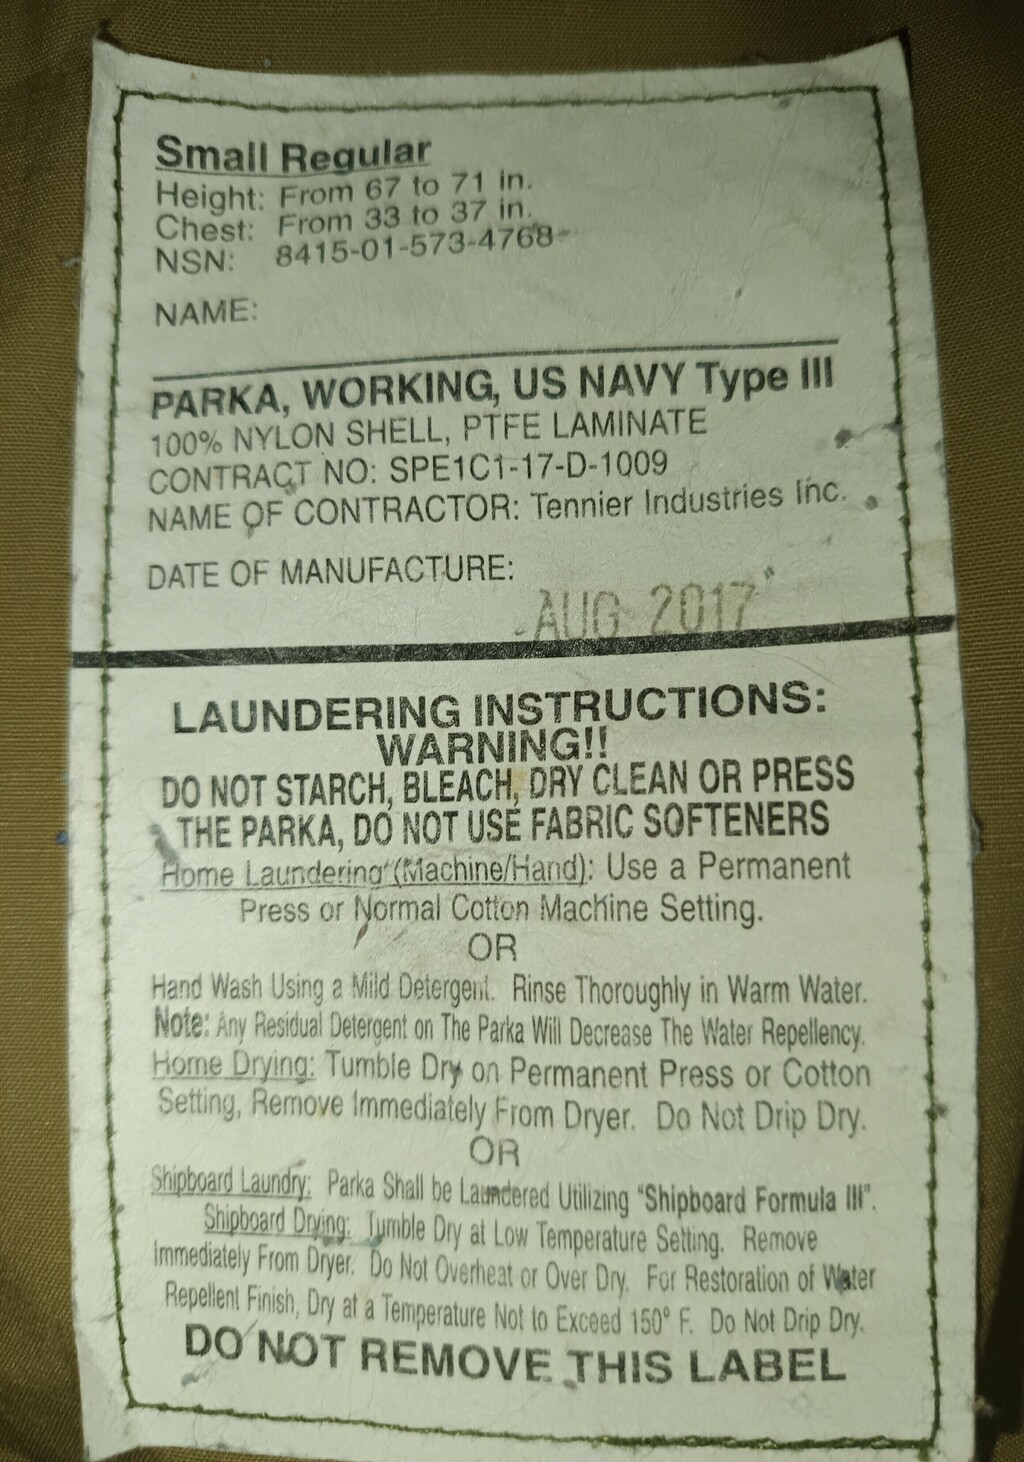 Small Regular
Height: From 67 to 71 in.
Chest: From 33 to 37 in.
NSN: 8415-01-573-4768
NAME:
PARKA, WORKING, US NAVY Type III
100% NYLON SHELL, PTFE LAMINATE
CONTRACT NO: SPE1C1-17-D-1009
NAME OF CONTRACTOR: Tennier Industries Inc.
DATE OF MANUFACTURE:
AUG 2017
LAUNDERING INSTRUCTIONS:
WARNING!!
DO NOT STARCH, BLEACH, DRY CLEAN OR PRESS
THE PARKA, DO NOT USE FABRIC SOFTENERS
Home Laundering (Machine/Hand): Use a Permanent
Press or Normal Cotton Machine Setting.
OR
Hand Wash Using a Mild Detergent. Rinse Thoroughly in Warm Water.
Note: Any Residual Detergent on The Parka Will Decrease The Water Repellency.
Home Drying: Tumble Dry on Permanent Press or Cotton
Setting, Remove Immediately From Dryer. Do Not Drip Dry.
OR
Shipboard Laundry: Parka Shall be Laundered Utilizing "Shipboard Formula III".
Shipboard Drying: Tumble Dry at Low Temperature Setting. Remove
Immediately From Dryer. Do Not Overheat or Over Dry. For Restoration of Water
Repellent Finish, Dry at a Temperature Not to Exceed 150° F. Do Not Drip Dry.
DO NOT REMOVE THIS LABEL